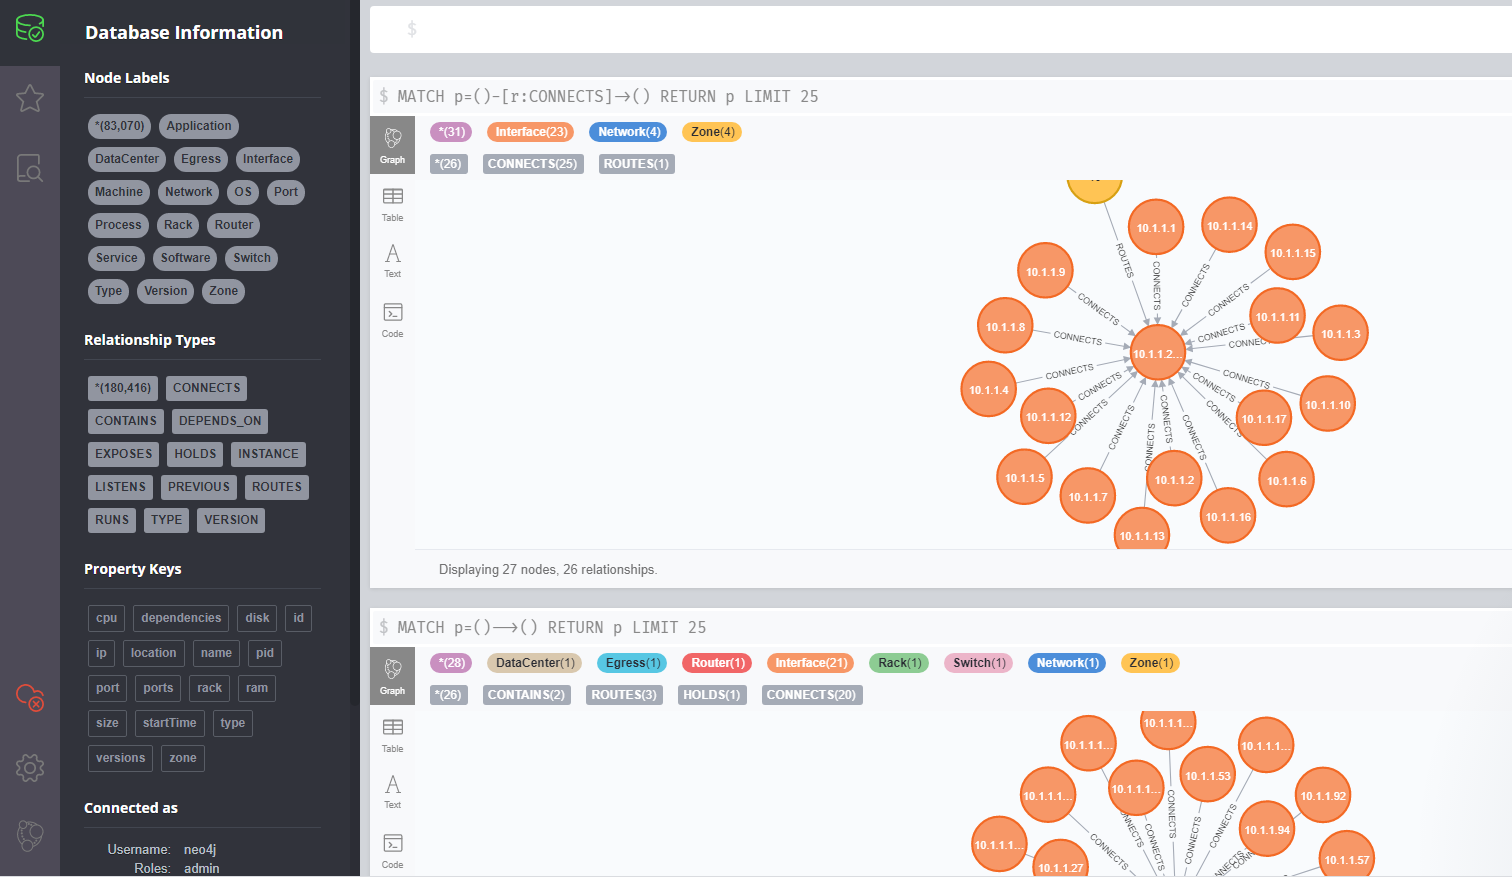 Database Information
Node Labels
*(83,070) Application
DataCenter Egress Interface
Machine Network OS Port
Process Rack Router
Service Software Switch
Type Version Zone
Relationship Types
*(180,416) CONNECTS
CONTAINS DEPENDS_ON
EXPOSES HOLDS INSTANCE
LISTENS PREVIOUS ROUTES
RUNS TYPE VERSION
Property Keys
cpu dependencies disk id
ip location name pid
port ports rack ram
size startTime type
versions zone
Connected as
Username: neo4j
Roles: admin
$
$ MATCH p=()-[r:CONNECTS]->() RETURN p LIMIT 25
Graph
Table
Text
Code
*(31) Interface(23) Network(4) Zone(4)
*(26) CONNECTS(25) ROUTES(1)
10.1.1.1
10.1.1.14
10.1.1.15
10.1.1.9
10.1.1.11
10.1.1.8
10.1.1.3
10.1.1.2...
10.1.1.4
10.1.1.10
10.1.1.12
10.1.1.17
10.1.1.5
10.1.1.2
10.1.1.6
10.1.1.7
10.1.1.16
10.1.1.13
ROUTES
CONNECTS
CONNECTS
CONNECTS
CONNECTS
CONNECTS
CONNECTS
CONNEC
CONNECTS
CONNECTS
CONNECTS
CONNECTS
CONNECTS
CONNECTS
CONNECTS
CONNECTS
CONNECTS
CONNECTS
Displaying 27 nodes, 26 relationships.
$ MATCH p=()-->() RETURN p LIMIT 25
Graph
Table
Text
Code
*(28) DataCenter(1) Egress(1) Router(1) Interface(21) Rack(1) Switch(1) Network(1) Zone(1)
*(26) CONTAINS(2) ROUTES(3) HOLDS(1) CONNECTS(20)
10.1.1.1...
10.1.1.1...
10.1.1.1...
10.1.1.53
10.1.1.1...
10.1.1.1...
10.1.1.92
10.1.1.94
10.1.1.1...
10.1.1.57
10.1.1.27
CONNECTS
CONNECTS
CONNECTS
CONNECTS
CONNECTS